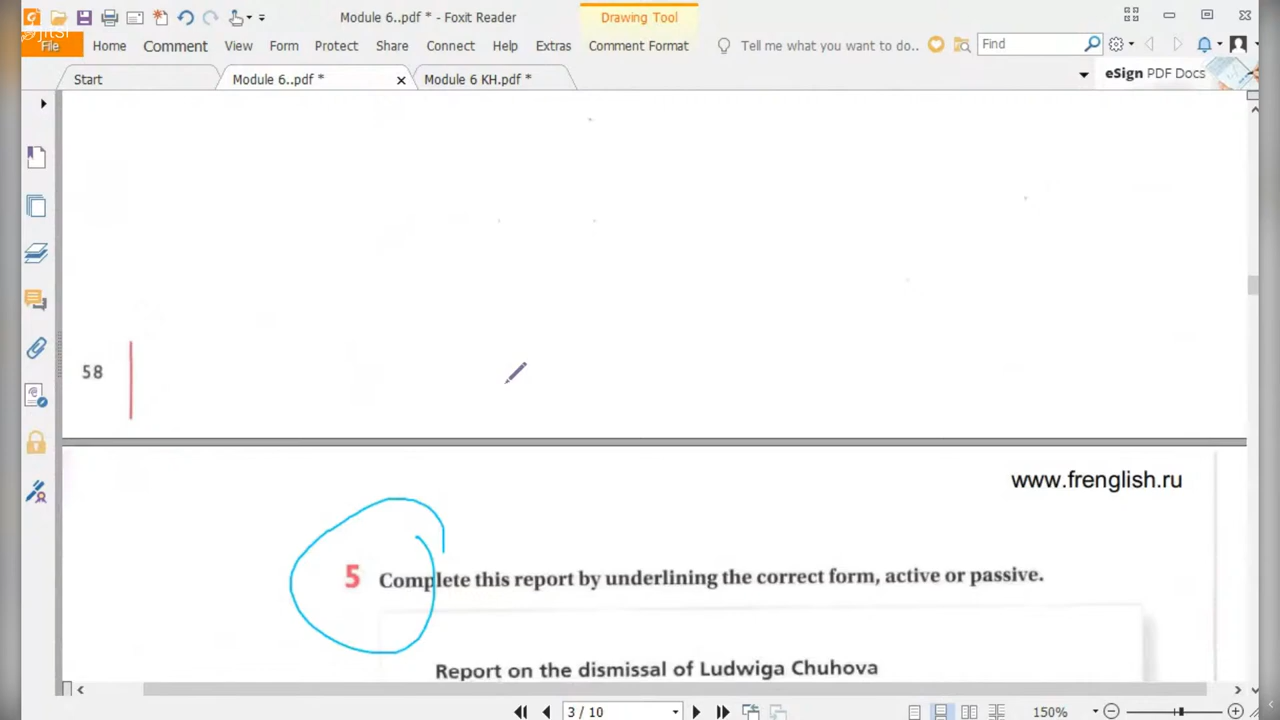 Module 6..pdf * - Foxit Reader
Drawing Tool
Jitsi
File
Home
Comment
View
Form
Protect
Share
Connect
Help
Extras
Comment Format
Tell me what you want to do..
Find
Start
Module 6..pdf *
Module 6 KH.pdf *
eSign PDF Docs
58
www.frenglish.ru
5 Complete this report by underlining the correct form, active or passive.
Report on the dismissal of Ludwiga Chuhova
3 / 10
150%